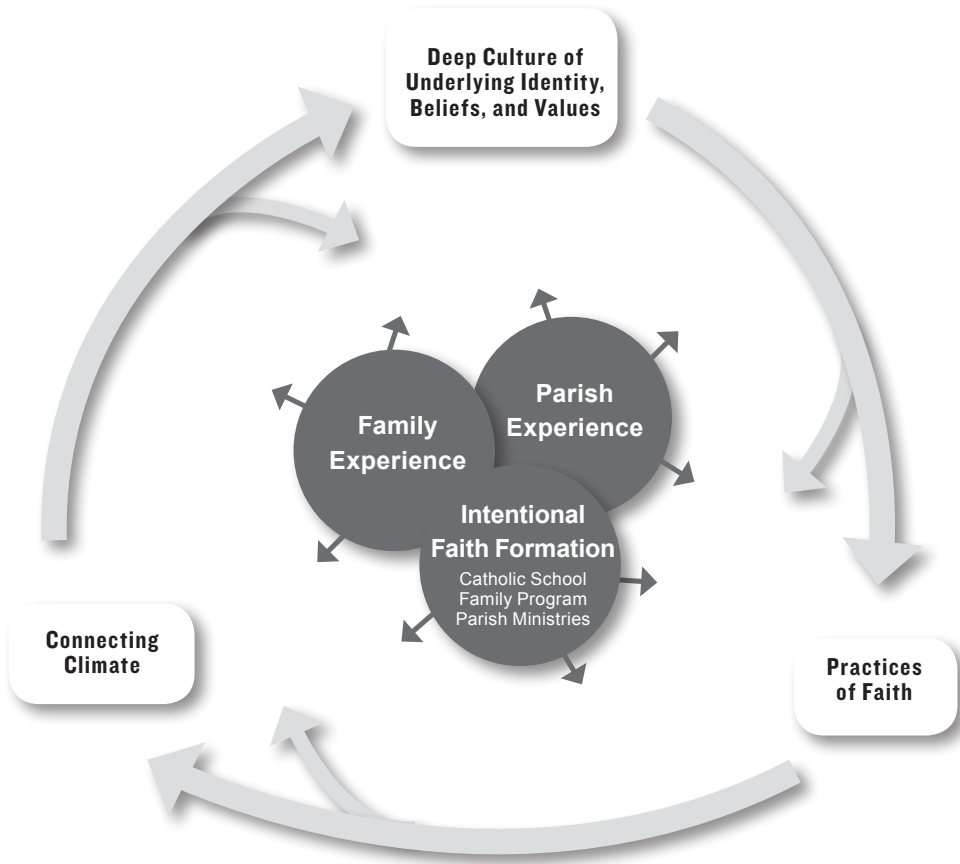 Deep Culture of
Underlying Identity,
Beliefs, and Values
Family
Experience
Parish
Experience
Intentional
Faith Formation
Catholic School
Family Program
Parish Ministries
Connecting
Climate
Practices
of Faith